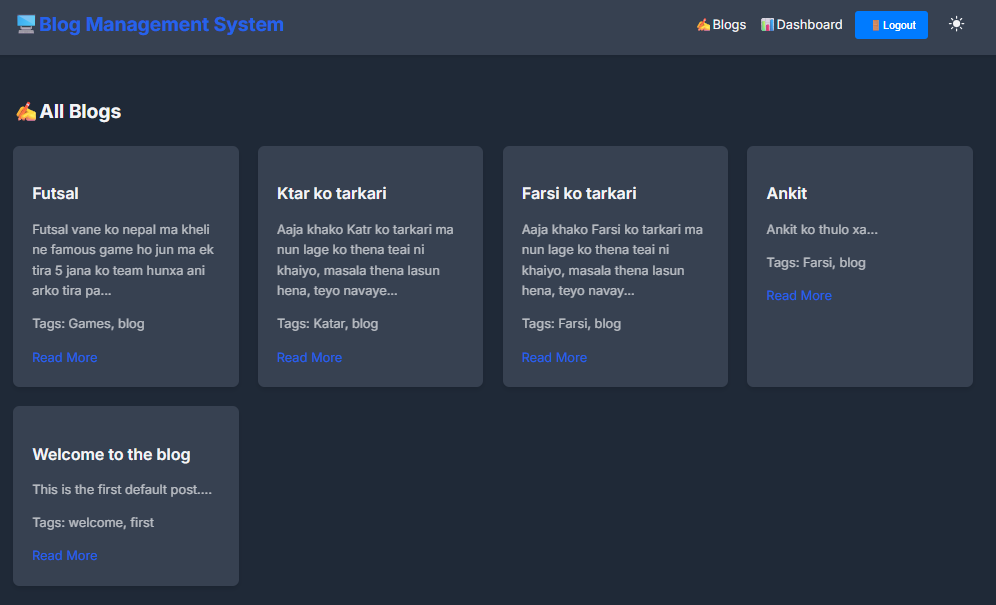 Blog Management System
Blogs
Dashboard
Logout
All Blogs
Futsal
Futsal vane ko nepal ma kheli
ne famous game ho jun ma ek
tira 5 jana ko team hunxa ani
arko tira pa...
Tags: Games, blog
Read More
Ktar ko tarkari
Aaja khako Katr ko tarkari ma
nun lage ko thena teai ni
khaiyo, masala thena lasun
hena, teyo navaye...
Tags: Katar, blog
Read More
Farsi ko tarkari
Aaja khako Farsi ko tarkari ma
nun lage ko thena teai ni
khaiyo, masala thena lasun
hena, teyo navay...
Tags: Farsi, blog
Read More
Ankit
Ankit ko thulo xa...
Tags: Farsi, blog
Read More
Welcome to the blog
This is the first default post....
Tags: welcome, first
Read More